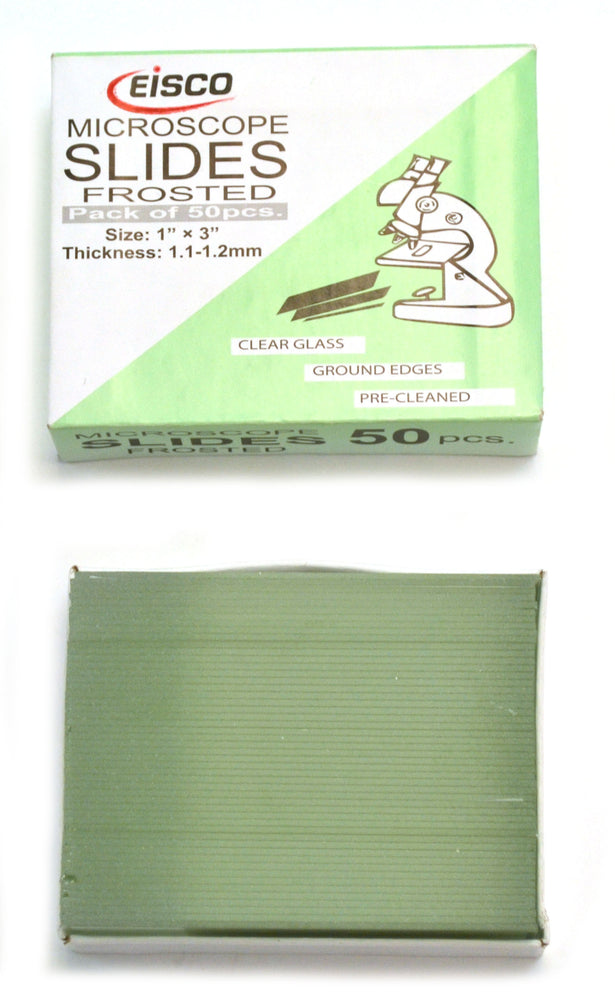 EISCO
MICROSCOPE
SLIDES
FROSTED
Pack of 50pcs.
Size: 1” × 3”
Thickness: 1.1-1.2mm
CLEAR GLASS
GROUND EDGES
PRE-CLEANED
MICROSCOPE
SLIDES 50 pcs.
FROSTED